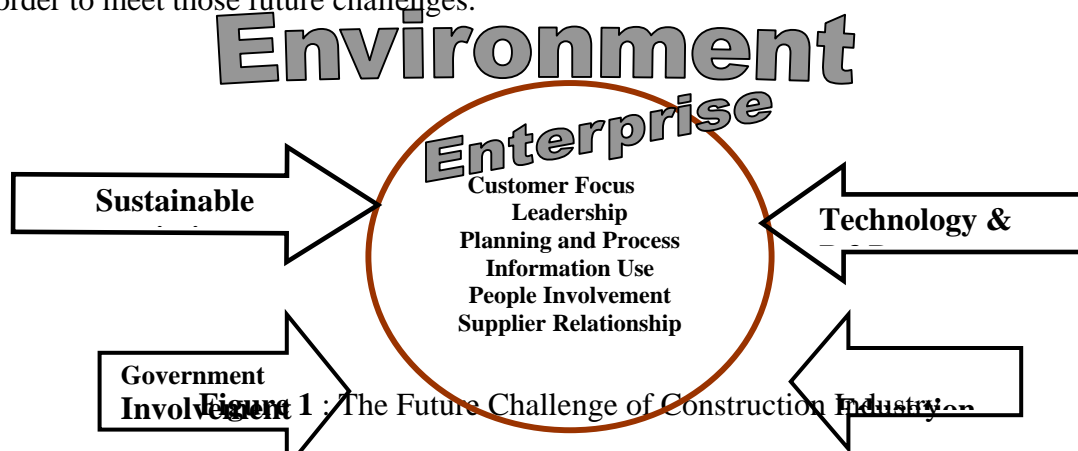 order to meet those future challenges.
Environment
Enterprise
Customer Focus
Leadership
Planning and Process
Information Use
People Involvement
Supplier Relationship
Sustainable
Technology &
Government
Involvement
Figure 1 : The Future Challenge of Construction Industry
Education